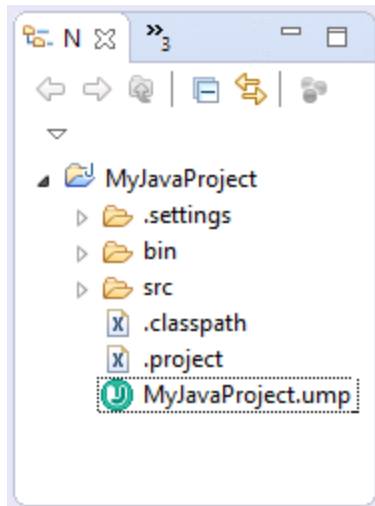 N »3
MyJavaProject
.settings
bin
src
.classpath
.project
MyJavaProject.ump